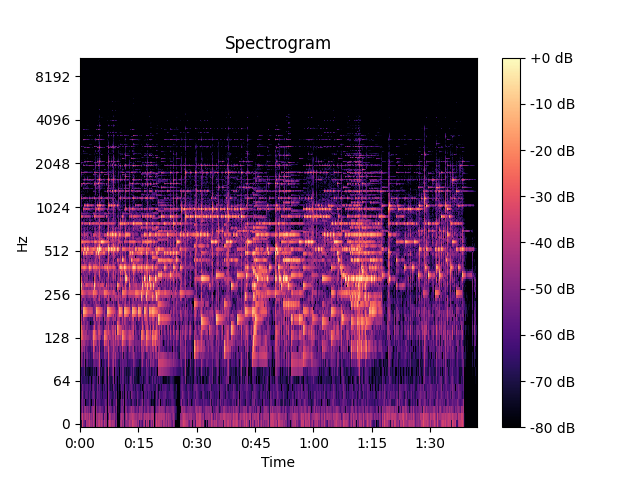 Spectrogram
Hz
8192
4096
2048
1024
512
256
128
64
0
0:00 0:15 0:30 0:45 1:00 1:15 1:30
Time
+0 dB
-10 dB
-20 dB
-30 dB
-40 dB
-50 dB
-60 dB
-70 dB
-80 dB